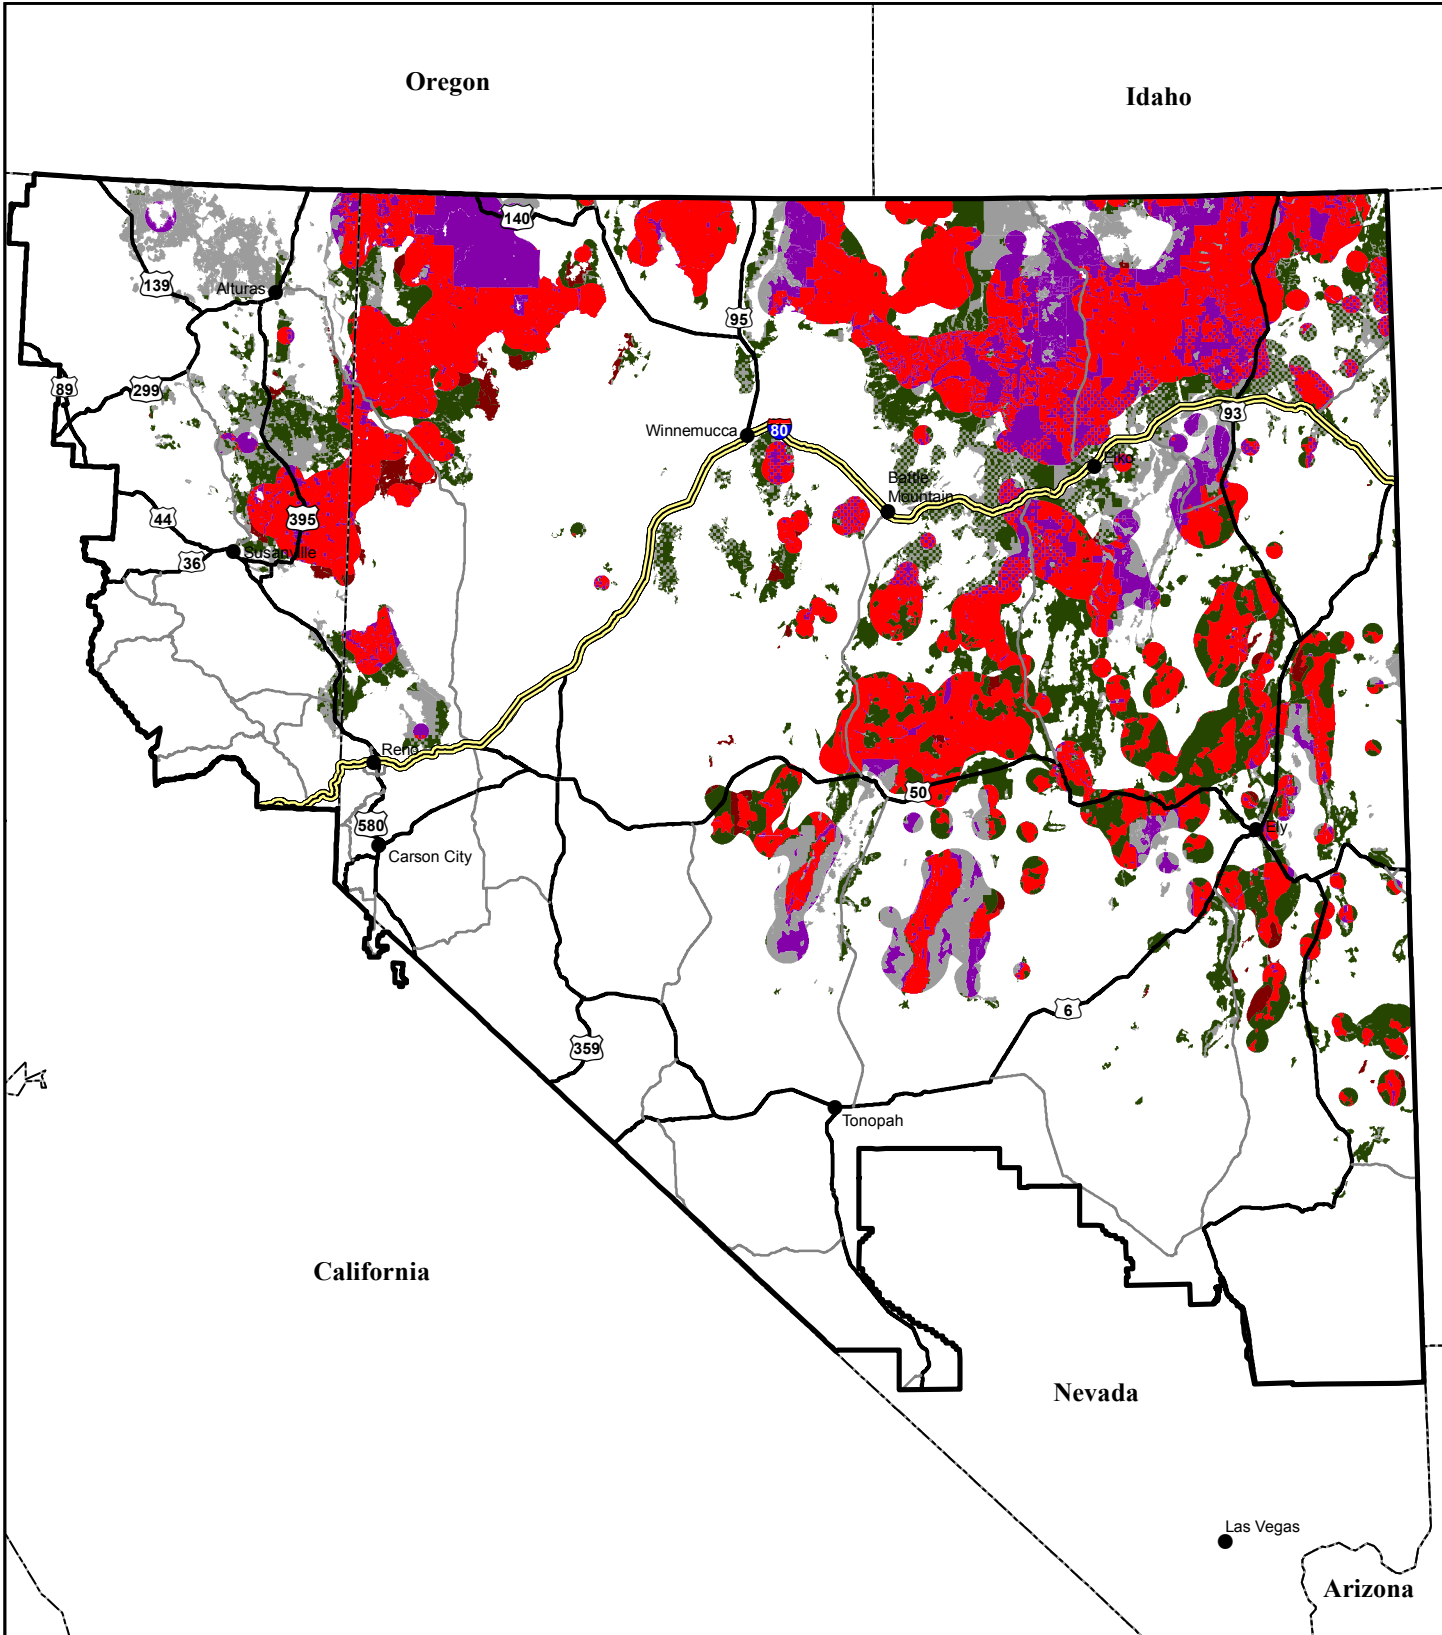 Oregon
Idaho
140
139
Alturas
95
89
299
93
Winnemucca
80
Elko
Battle
Mountain
44
395
Susanville
36
Reno
50
580
Ely
Carson City
6
359
Tonopah
California
Nevada
Las Vegas
Arizona